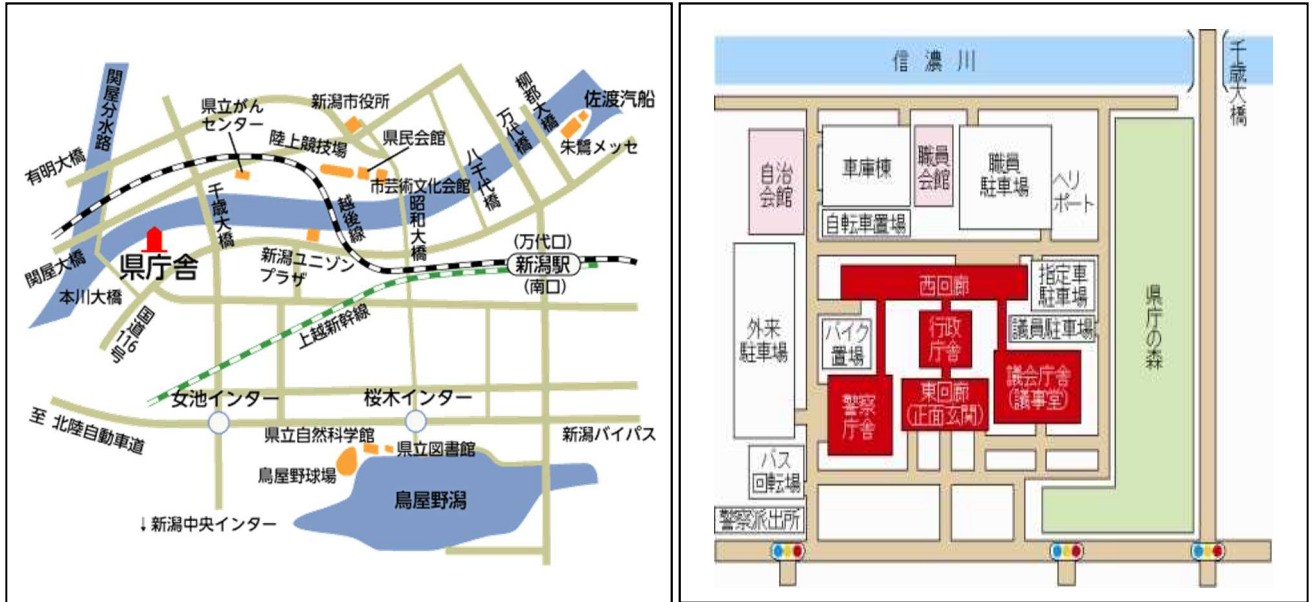 関屋分水路
県立がん
センター
新潟市役所
柳都大橋
佐渡汽船
有明大橋
陸上競技場
県民会館
万代橋
朱鷺メッセ
八千代橋
市芸術文化会館
千歳大橋
越後線
昭和大橋
関屋大橋
県庁舎
新潟ユニゾン
プラザ
(万代口)
新潟駅
(南口)
本川大橋
国道116号
上越新幹線
女池インター
桜木インター
至 北陸自動車道
県立自然科学館
県立図書館
新潟バイパス
鳥屋野球場
鳥屋野潟
↓新潟中央インター
信濃川
千歳大橋
自治
会館
車庫棟
職員
会館
職員
駐車場
ヘリ
ポート
自転車置場
西回廊
指定車
駐車場
外来
駐車場
バイク
置場
行政
庁舎
議員駐車場
県庁の森
警察
庁舎
東回廊
(正面玄関)
議会庁舎
(議事堂)
バス
回転場
警察派出所